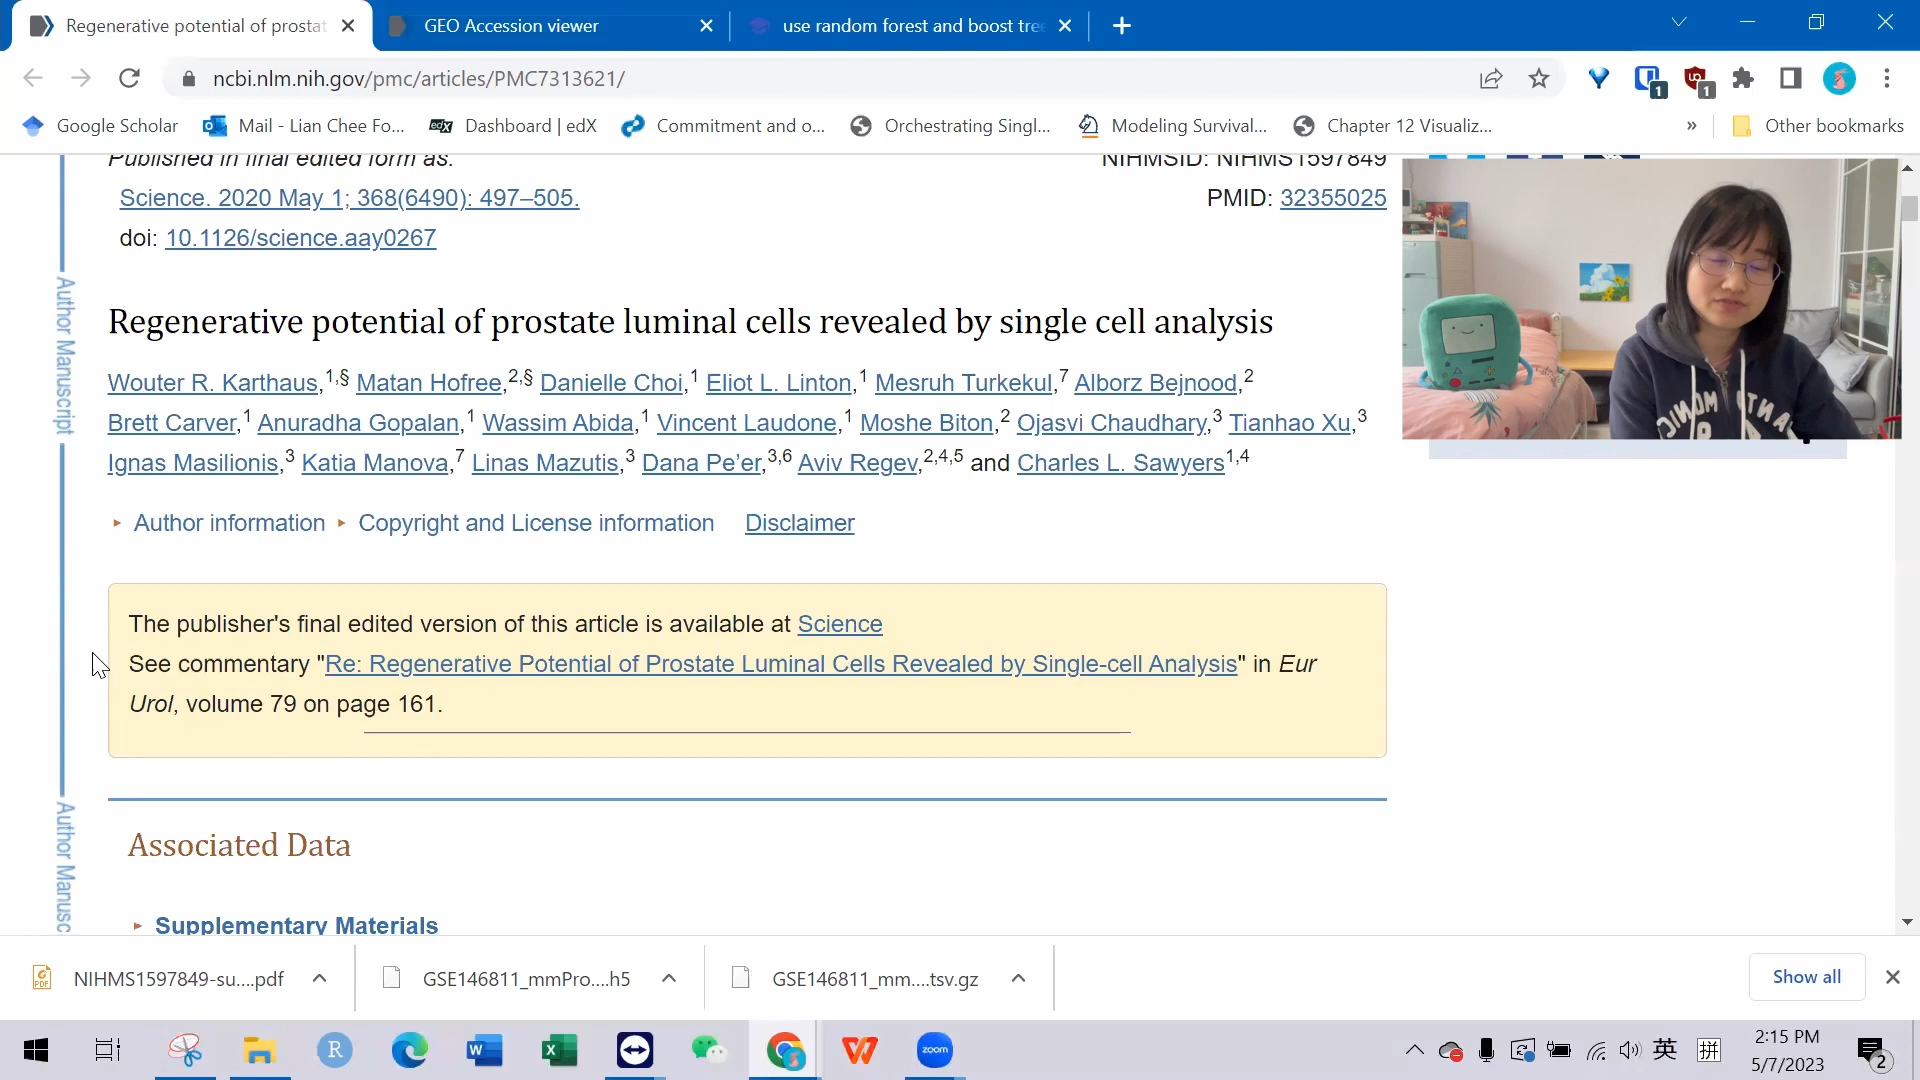 Regenerative potential of prostat
GEO Accession viewer
use random forest and boost tree
ncbi.nlm.nih.gov/pmc/articles/PMC7313621/
1
1
Google Scholar
Mail - Lian Chee Fo...
edX
Dashboard | edX
Commitment and o...
Orchestrating Singl...
Modeling Survival...
Chapter 12 Visualiz...
»
Other bookmarks
Published in final edited form as:
NIHMSID: NIHMS1597849
Science. 2020 May 1; 368(6490): 497–505.
PMID: 32355025
doi: 10.1126/science.aay0267
Author Manuscript
Regenerative potential of prostate luminal cells revealed by single cell analysis
Wouter R. Karthaus,1,§ Matan Hofree,2,§ Danielle Choi,1 Eliot L. Linton,1 Mesruh Turkekul,7 Alborz Bejnood,2
Brett Carver,1 Anuradha Gopalan,1 Wassim Abida,1 Vincent Laudone,1 Moshe Biton,2 Ojasvi Chaudhary,3 Tianhao Xu,3
Ignas Masilionis,3 Katia Manova,7 Linas Mazutis,3 Dana Pe’er,3,6 Aviv Regev,2,4,5 and Charles L. Sawyers1,4
Author information
Copyright and License information
Disclaimer
The publisher's final edited version of this article is available at Science
See commentary "Re: Regenerative Potential of Prostate Luminal Cells Revealed by Single-cell Analysis" in Eur
Urol, volume 79 on page 161.
Author Manusc
Associated Data
Supplementary Materials
NIHMS1597849-su....pdf
GSE146811_mmPro....h5
GSE146811_mm....tsv.gz
Show all
PDF
R
W
X
zoom
英
拼
2:15 PM
5/7/2023
2